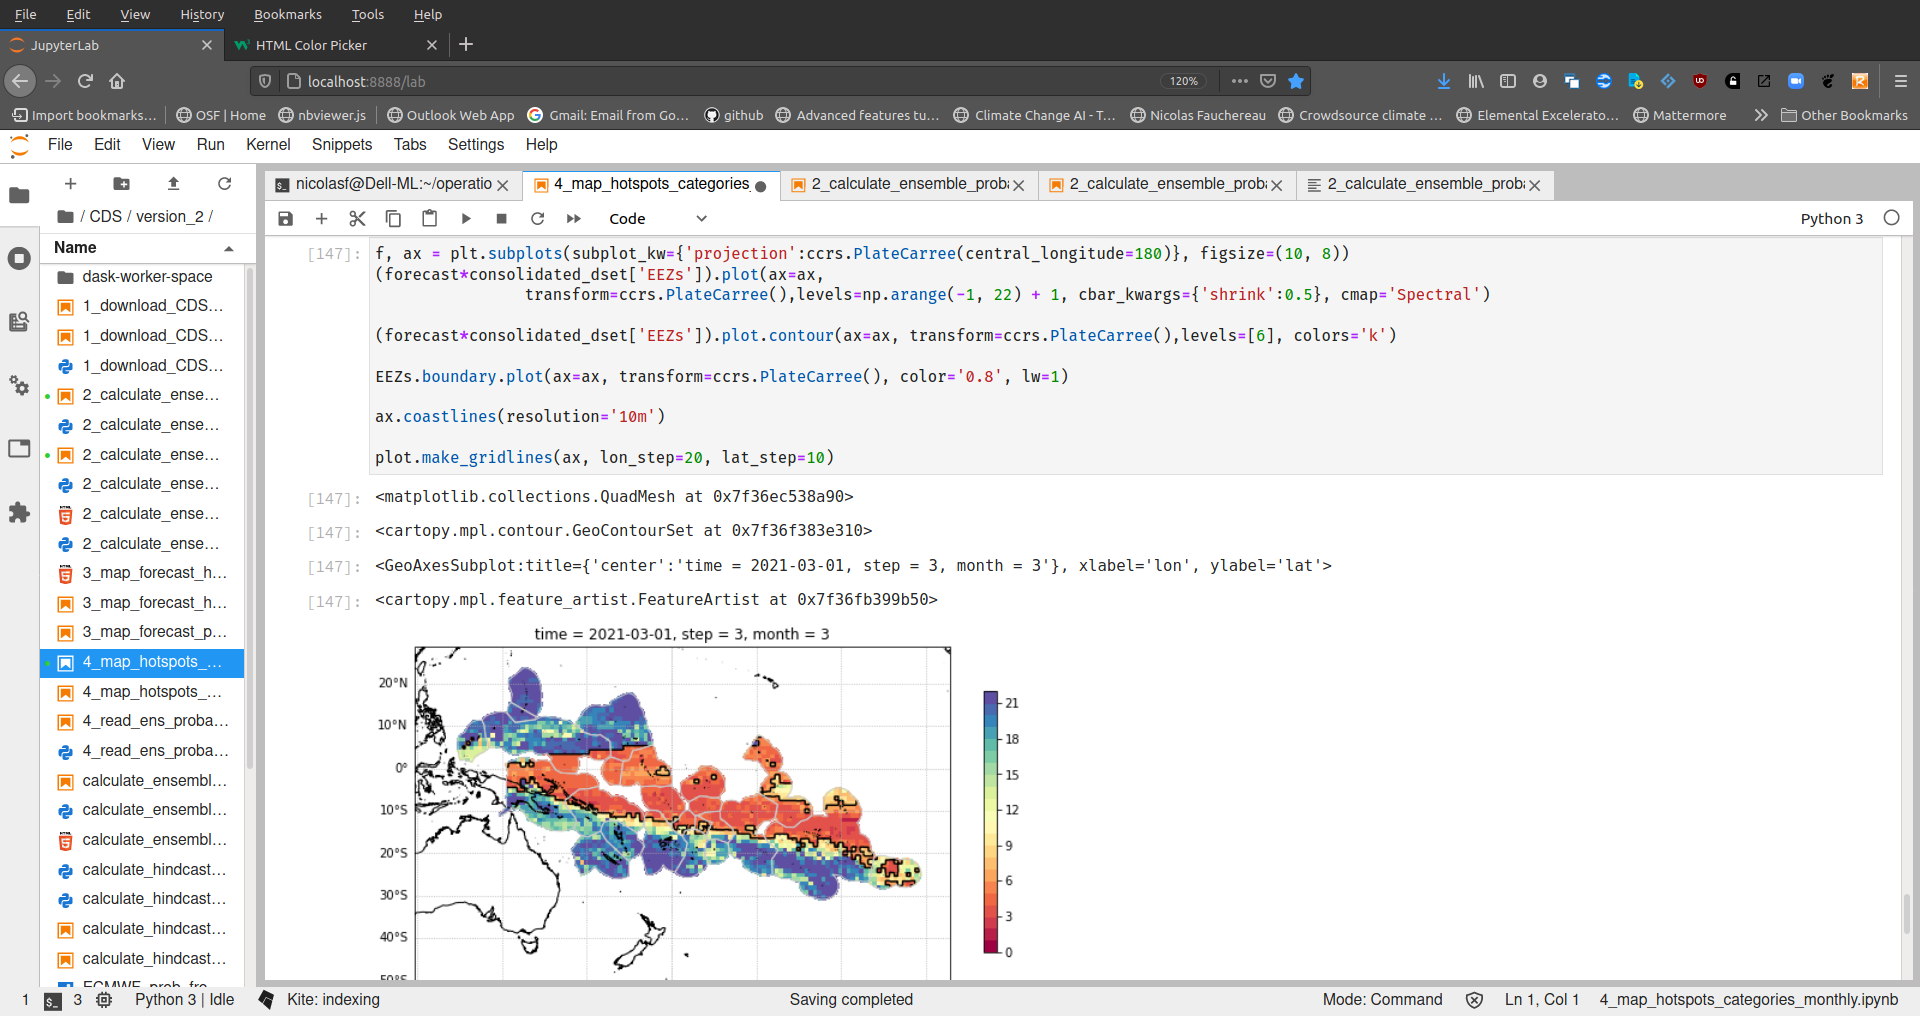 File Edit View History Bookmarks Tools Help
JupyterLab HTML Color Picker
localhost:8888/lab 120%
Import bookmarks... OSF | Home nbviewer.js Outlook Web App Gmail: Email from Go... github Advanced features tu... Climate Change AI - T... Nicolas Fauchereau Crowdsource climate ... Elemental Excelerato... Mattermore Other Bookmarks
File Edit View Run Kernel Snippets Tabs Settings Help
nicolasf@Dell-ML:~/operatio 4_map_hotspots_categories. 2_calculate_ensemble_proba 2_calculate_ensemble_proba 2_calculate_ensemble_proba
/ CDS / version_2 /
Code Python 3
Name
dask-worker-space
1_download_CDS...
1_download_CDS...
1_download_CDS...
2_calculate_ense...
2_calculate_ense...
2_calculate_ense...
2_calculate_ense...
2_calculate_ense...
2_calculate_ense...
3_map_forecast_h...
3_map_forecast_h...
3_map_forecast_p...
4_map_hotspots_...
4_map_hotspots_...
4_read_ens_proba...
4_read_ens_proba...
calculate_ensembl...
calculate_ensembl...
calculate_ensembl...
calculate_hindcast...
calculate_hindcast...
calculate_hindcast...
calculate_hindcast...
[147]: f, ax = plt.subplots(subplot_kw={'projection':ccrs.PlateCarree(central_longitude=180)}, figsize=(10, 8))
(forecast*consolidated_dset['EEZs']).plot(ax=ax,
transform=ccrs.PlateCarree(),levels=np.arange(-1, 22) + 1, cbar_kwargs={'shrink':0.5}, cmap='Spectral')
(forecast*consolidated_dset['EEZs']).plot.contour(ax=ax, transform=ccrs.PlateCarree(),levels=[6], colors='k')
EEZs.boundary.plot(ax=ax, transform=ccrs.PlateCarree(), color='0.8', lw=1)
ax.coastlines(resolution='10m')
plot.make_gridlines(ax, lon_step=20, lat_step=10)
[147]: <matplotlib.collections.QuadMesh at 0x7f36ec538a90>
[147]: <cartopy.mpl.contour.GeoContourSet at 0x7f36f383e310>
[147]: <GeoAxesSubplot:title={'center':'time = 2021-03-01, step = 3, month = 3'}, xlabel='lon', ylabel='lat'>
[147]: <cartopy.mpl.feature_artist.FeatureArtist at 0x7f36fb399b50>
time = 2021-03-01, step = 3, month = 3
20°N
10°N
0°
10°S
20°S
30°S
40°S
50°S
21
18
15
12
9
6
3
0
1 3 Python 3 | Idle Kite: indexing Saving completed Mode: Command Ln 1, Col 1 4_map_hotspots_categories_monthly.ipynb